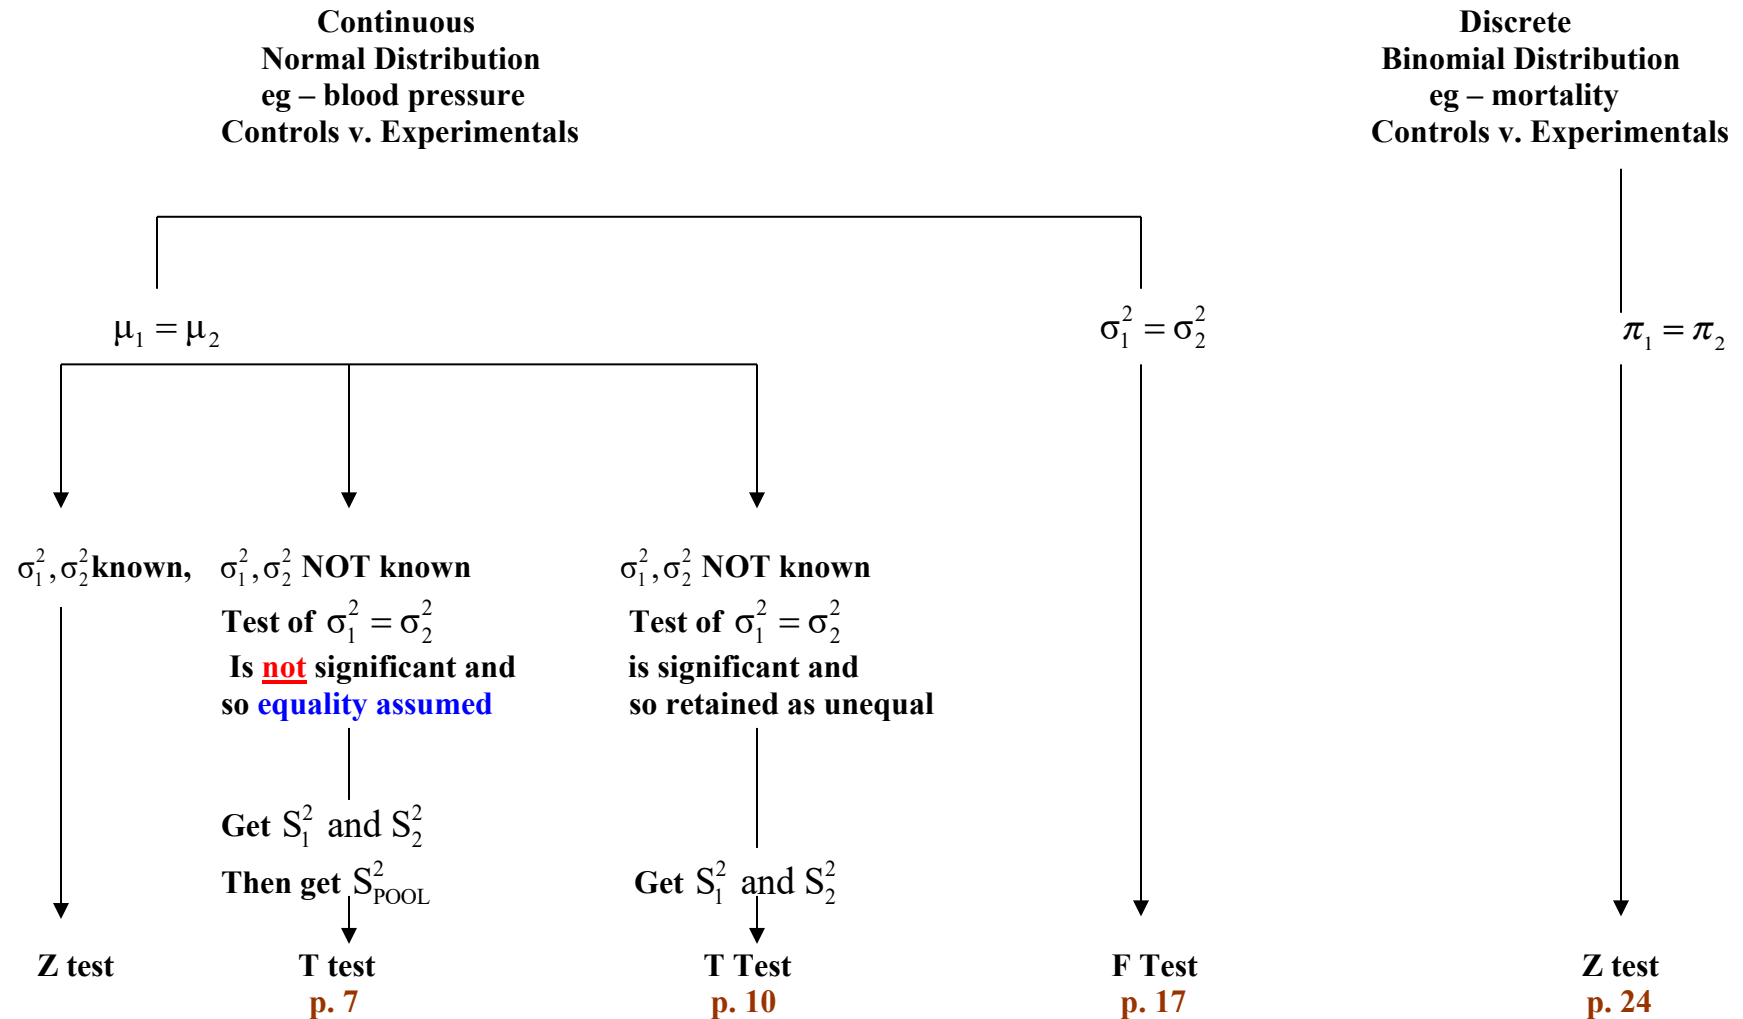 Continuous
Normal Distribution
eg – blood pressure
Controls v. Experimentals
Discrete
Binomial Distribution
eg – mortality
Controls v. Experimentals
μ₁ = μ₂
σ₁² = σ₂²
π₁ = π₂
σ₁², σ₂² known,
σ₁², σ₂² NOT known
Test of σ₁² = σ₂²
Is not significant and
so equality assumed
Get S₁² and S₂²
Then get S²POOL
σ₁², σ₂² NOT known
Test of σ₁² = σ₂²
is significant and
so retained as unequal
Get S₁² and S₂²
Z test
T test
p. 7
T Test
p. 10
F Test
p. 17
Z test
p. 24